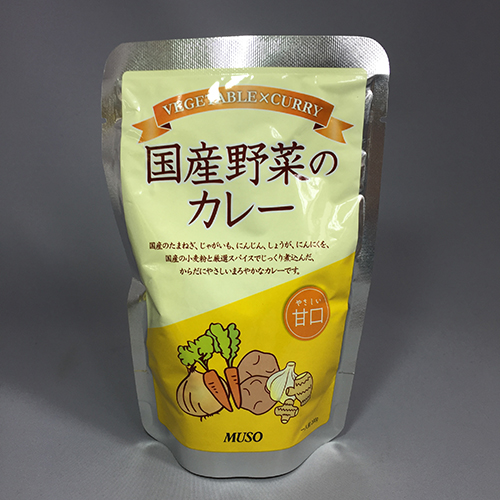 VEGETABLE×CURRY
国産野菜の
カレー
国産のたまねぎ、じゃがいも、にんじん、しょうが、にんにくを、
国産の小麦粉と厳選スパイスでじっくり煮込んだ、
からだにやさしいまろやかなカレーです。
やさしい
甘口
MUSO